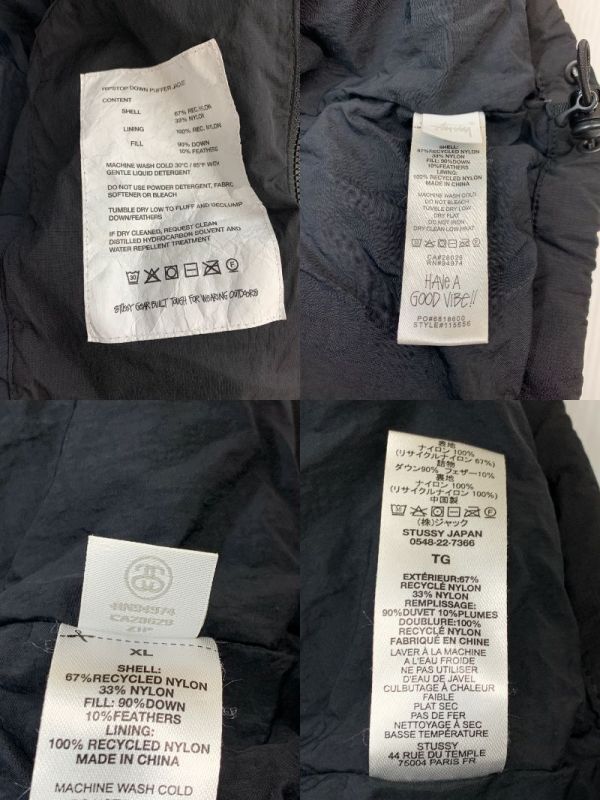 RIPSTOP DOWN PUFFER
CONTENT
SHELL 67% REC. NYLON
33% NYLON
LINING 100% REC. NYLON
FILL 90% DOWN
10% FEATHERS
MACHINE WASH COLD 30°C / 85°F WITH
GENTLE LIQUID DETERGENT
DO NOT USE POWDER DETERGENT, FABRIC
SOFTENER OR BLEACH
TUMBLE DRY LOW TO FLUFF AND DECLUMP
DOWN/FEATHERS
IF DRY CLEANED, REQUEST CLEAN
DISTILLED HYDROCARBON SOLVENT AND
WATER REPELLENT TREATMENT
STÜSSY GEAR BUILT TOUGH FOR WEARING OUTDOORS
SHELL:
67%RECYCLED NYLON
33% NYLON
FILL: 90%DOWN
10%FEATHERS
LINING:
100% RECYCLED NYLON
MADE IN CHINA
MACHINE WASH COLD
DO NOT BLEACH
TUMBLE DRY LOW
DRY FLAT
DO NOT IRON
DRY CLEAN LOW HEAT
CA#28629
RN#94974
HAVE A
GOOD VIBE!!
PO#6818600
STYLE#115656
RN94974
CA28629
XL
SHELL:
67%RECYCLED NYLON
33% NYLON
FILL: 90%DOWN
10%FEATHERS
LINING:
100% RECYCLED NYLON
MADE IN CHINA
MACHINE WASH COLD
表地
ナイロン 100%
(リサイクルナイロン 67%)
詰物
ダウン90% フェザー10%
裏地
ナイロン 100%
(リサイクルナイロン 100%)
中国製
(株)ジャック
STUSSY JAPAN
0548-22-7366
TG
EXTÉRIEUR:67%
RECYCLÉ NYLON
33% NYLON
REMPLISSAGE:
90%DUVET 10%PLUMES
DOUBLURE:100%
RECYCLÉ NYLON
FABRIQUÉ EN CHINE
LAVER À LA MACHINE
A L'EAU FROIDE
NE PAS UTILISER
D'EAU DE JAVEL
CULBUTAGE À CHALEUR
FAIBLE
PLAT SEC
PAS DE FER
NETTOYAGE À SEC
BASSE TEMPÉRATURE
STUSSY
44 RUE DU TEMPLE
75004 PARIS FR